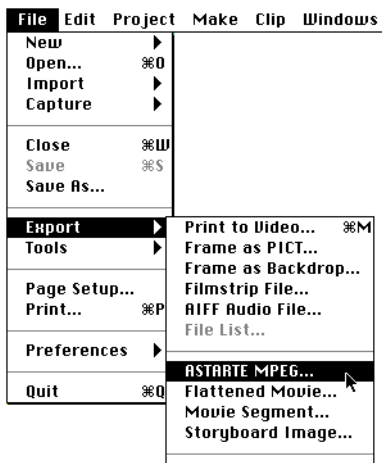 File Edit Project Make Clip Windows
New
Open... ⌘O
Import
Capture
Close ⌘W
Save ⌘S
Save As...
Export
Tools
Page Setup...
Print... ⌘P
Preferences
Quit ⌘Q
Print to Video... ⌘M
Frame as PICT...
Frame as Backdrop...
Filmstrip File...
AIFF Audio File...
File List...
ASTARTE MPEG...
Flattened Movie...
Movie Segment...
Storyboard Image...